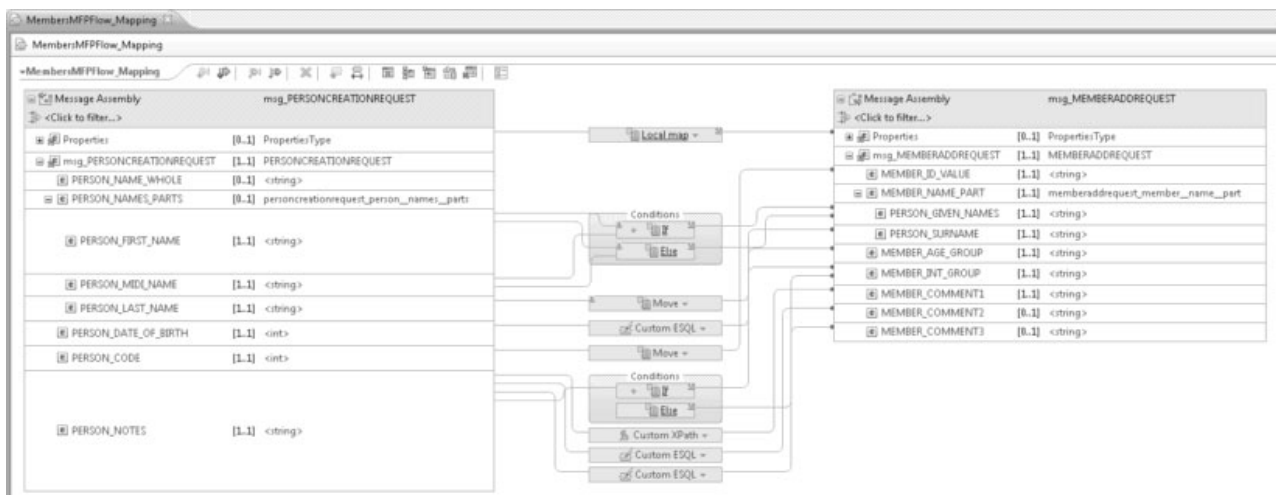 MembersMFPFlow_Mapping
MembersMFPFlow_Mapping
MembersMFPFlow_Mapping
Message Assembly msg_PERSONCREATIONREQUEST
<Click to filter...>
Properties [0..1] PropertiesType
msg_PERSONCREATIONREQUEST [1..1] PERSONCREATIONREQUEST
PERSON_NAME_WHOLE [0..1] <string>
PERSON_NAMES_PARTS [0..1] personcreationrequest_person__names__parts
PERSON_FIRST_NAME [1..1] <string>
PERSON_MIDI_NAME [1..1] <string>
PERSON_LAST_NAME [1..1] <string>
PERSON_DATE_OF_BIRTH [1..1] <int>
PERSON_CODE [1..1] <int>
PERSON_NOTES [1..1] <string>
Local map
Conditions
If
Else
Move
Custom ESQL
Move
Conditions
If
Else
Custom XPath
Custom ESQL
Custom ESQL
Message Assembly msg_MEMBERADDREQUEST
<Click to filter...>
Properties [0..1] PropertiesType
msg_MEMBERADDREQUEST [1..1] MEMBERADDREQUEST
MEMBER_ID_VALUE [1..1] <string>
MEMBER_NAME_PART [1..1] memberaddrequest_member__name__part
PERSON_GIVEN_NAMES [1..1] <string>
PERSON_SURNAME [1..1] <string>
MEMBER_AGE_GROUP [1..1] <string>
MEMBER_INT_GROUP [1..1] <string>
MEMBER_COMMENT1 [1..1] <string>
MEMBER_COMMENT2 [0..1] <string>
MEMBER_COMMENT3 [0..1] <string>